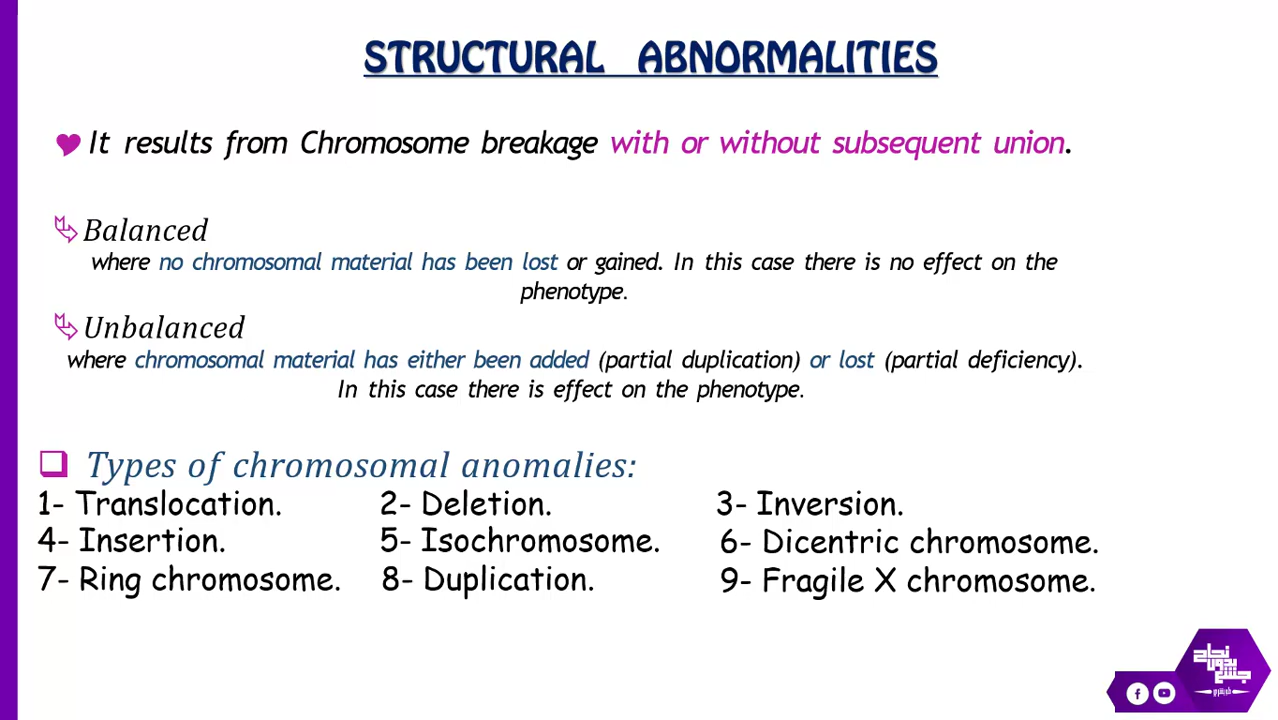 STRUCTURAL ABNORMALITIES
It results from Chromosome breakage with or without subsequent union.
Balanced
where no chromosomal material has been lost or gained. In this case there is no effect on the
phenotype.
Unbalanced
where chromosomal material has either been added (partial duplication) or lost (partial deficiency).
In this case there is effect on the phenotype.
Types of chromosomal anomalies:
1- Translocation. 2- Deletion. 3- Inversion.
4- Insertion. 5- Isochromosome. 6- Dicentric chromosome.
7- Ring chromosome. 8- Duplication. 9- Fragile X chromosome.
نجاح
بدون
جشع